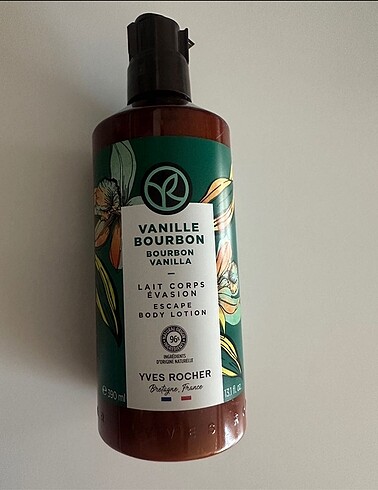 VANILLE
BOURBON
BOURBON
VANILLA
LAIT CORPS
ÉVASION
ESCAPE
BODY LOTION
96%
INGRÉDIENTS
D'ORIGINE NATURELLE
YVES ROCHER
Bretagne, France
℮390 ml
13.1 fl. oz.